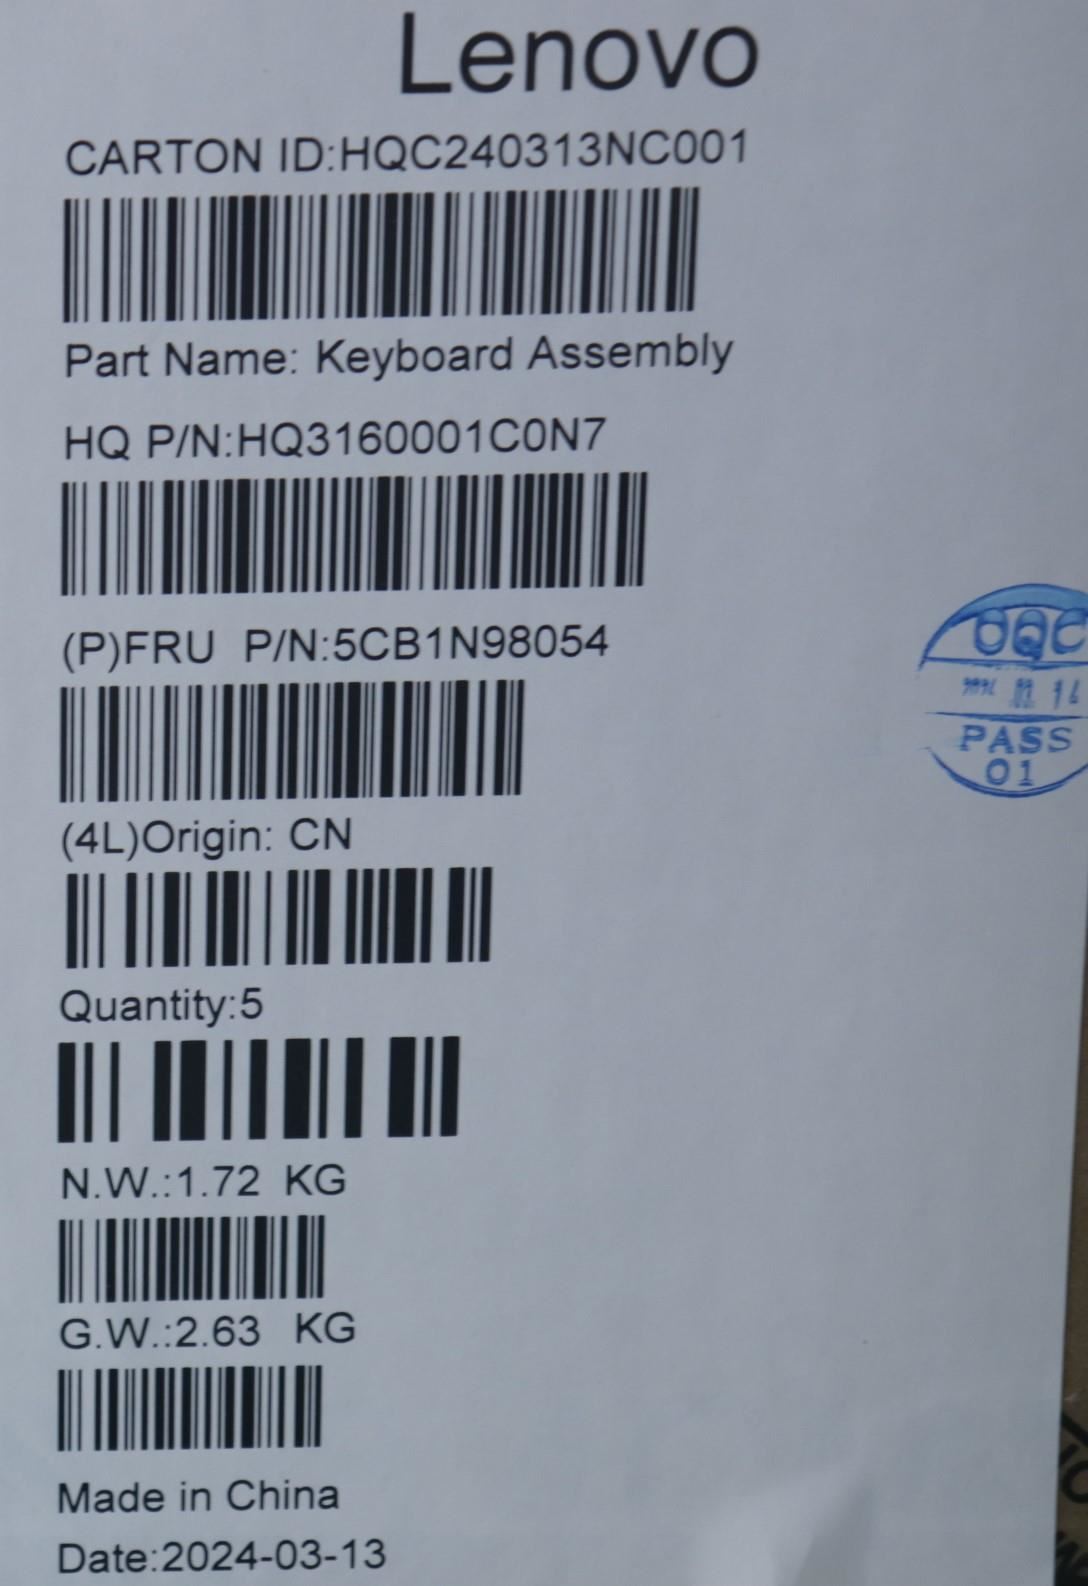 Lenovo
CARTON ID:HQC240313NC001
Part Name: Keyboard Assembly
HQ P/N:HQ3160001C0N7
(P)FRU P/N:5CB1N98054
(4L)Origin: CN
Quantity:5
N.W.:1.72 KG
G.W.:2.63 KG
Made in China
Date:2024-03-13
OQC
PASS
01